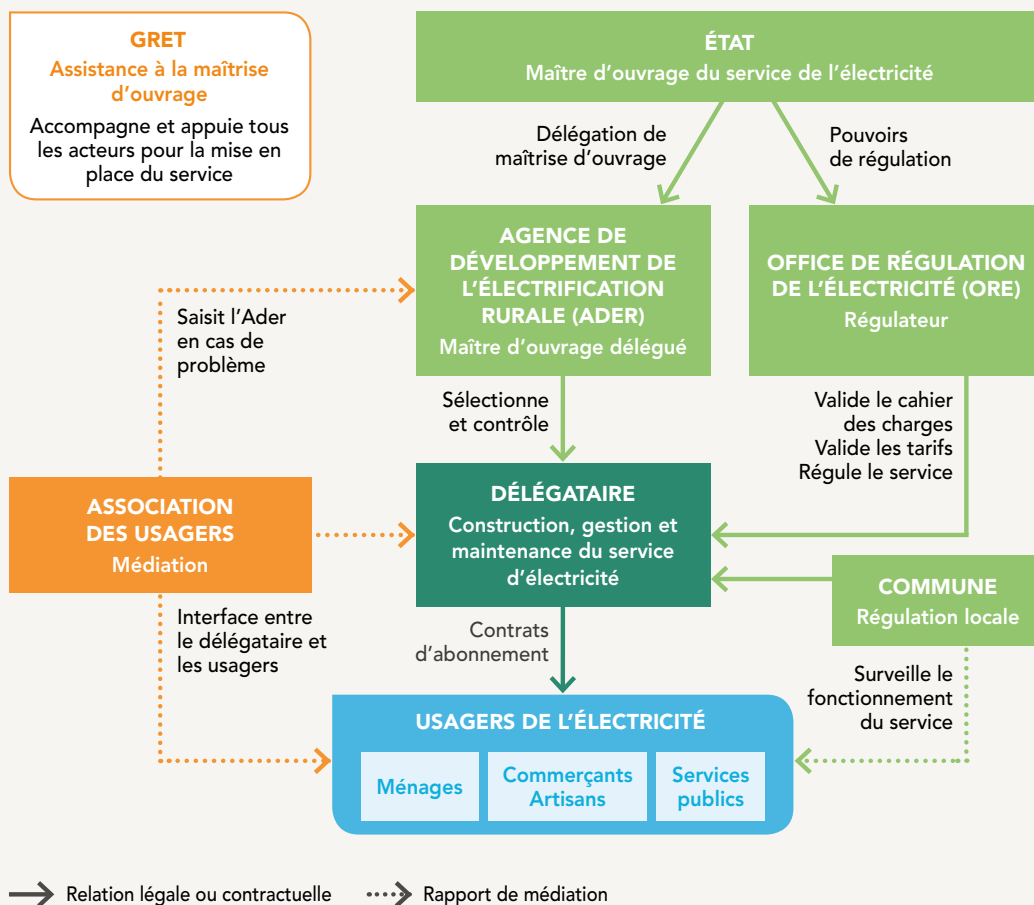 GRET
Assistance à la maîtrise
d'ouvrage
Accompagne et appuie tous
les acteurs pour la mise en
place du service
ÉTAT
Maître d'ouvrage du service de l'électricité
Délégation de
maîtrise d'ouvrage
Pouvoirs
de régulation
AGENCE DE
DÉVELOPPEMENT DE
L'ÉLECTRIFICATION
RURALE (ADER)
Maître d'ouvrage délégué
OFFICE DE RÉGULATION
DE L'ÉLECTRICITÉ (ORE)
Régulateur
Saisit l'Ader
en cas de
problème
Sélectionne
et contrôle
Valide le cahier
des charges
Valide les tarifs
Régule le service
ASSOCIATION
DES USAGERS
Médiation
DÉLÉGATAIRE
Construction, gestion et
maintenance du service
d'électricité
COMMUNE
Régulation locale
Interface entre
le délégataire et
les usagers
Contrats
d'abonnement
Surveille le
fonctionnement
du service
USAGERS DE L'ÉLECTRICITÉ
Ménages
Commerçants
Artisans
Services
publics
Relation légale ou contractuelle
Rapport de médiation